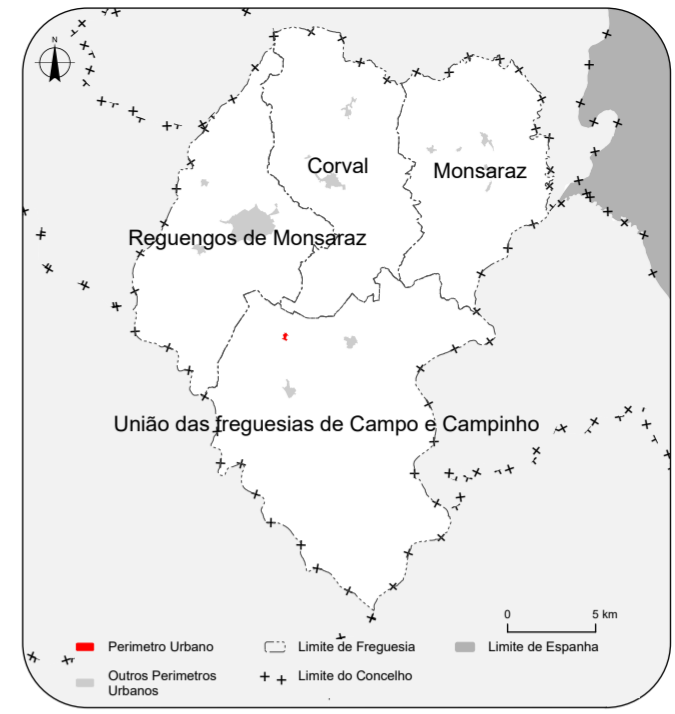 N
Corval
Monsaraz
Reguengos de Monsaraz
União das freguesias de Campo e Campinho
0 5 km
Perimetro Urbano
Limite de Freguesia
Limite de Espanha
Outros Perimetros
Urbanos
Limite do Concelho